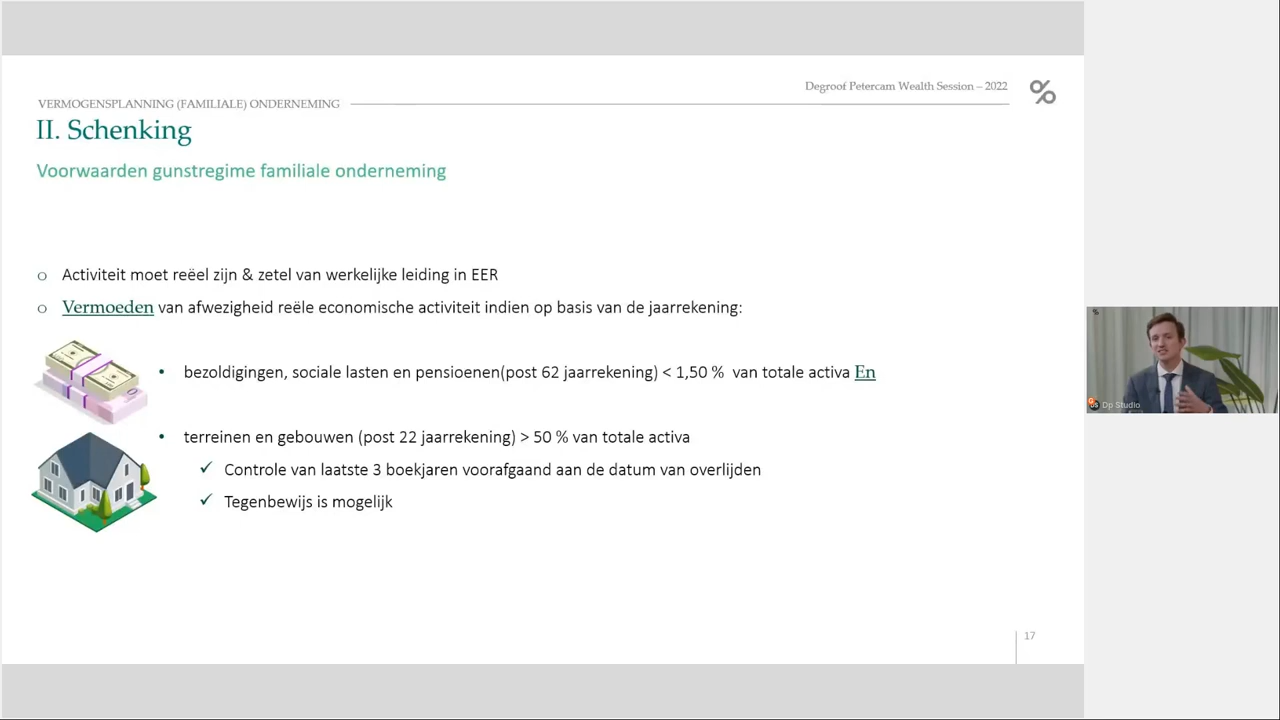 Degroof Petercam Wealth Session – 2022
VERMOGENSPLANNING (FAMILIALE) ONDERNEMING
II. Schenking
Voorwaarden gunstregime familiale onderneming
o Activiteit moet reëel zijn & zetel van werkelijke leiding in EER
o Vermoeden van afwezigheid reële economische activiteit indien op basis van de jaarrekening:
• bezoldigingen, sociale lasten en pensioenen(post 62 jaarrekening) < 1,50 % van totale activa En
• terreinen en gebouwen (post 22 jaarrekening) > 50 % van totale activa
✓ Controle van laatste 3 boekjaren voorafgaand aan de datum van overlijden
✓ Tegenbewijs is mogelijk
Dp Studio
17